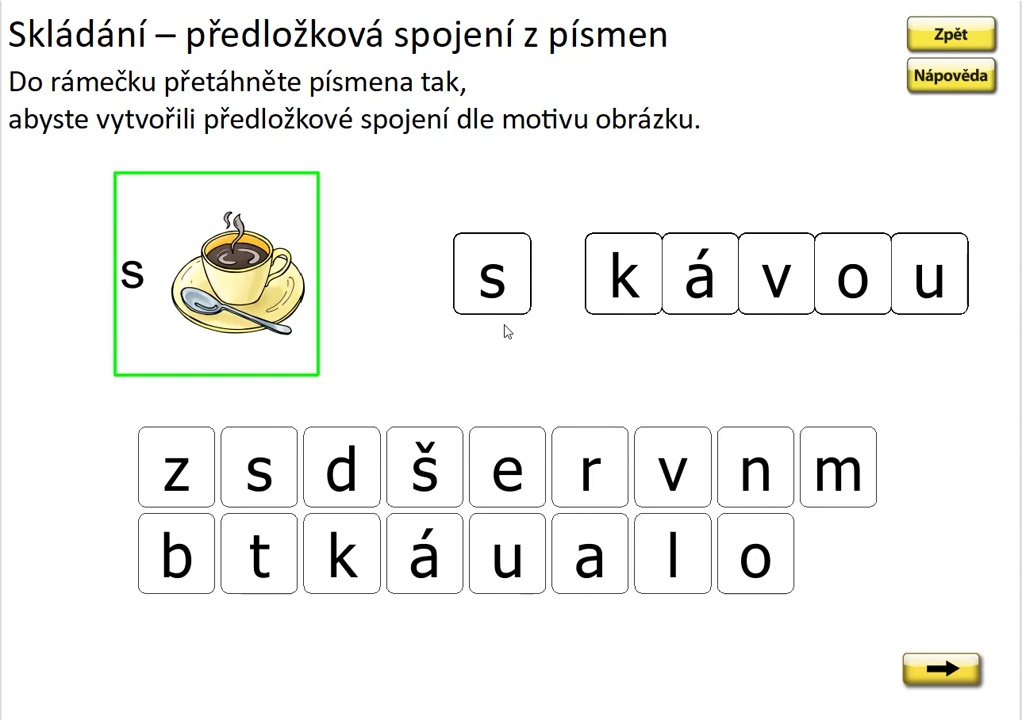 Skládání – předložková spojení z písmen
Zpět
Nápověda
Do rámečku přetáhněte písmena tak,
abyste vytvořili předložkové spojení dle motivu obrázku.
s
s k á v o u
z s d š e r v n m
b t k á u a l o